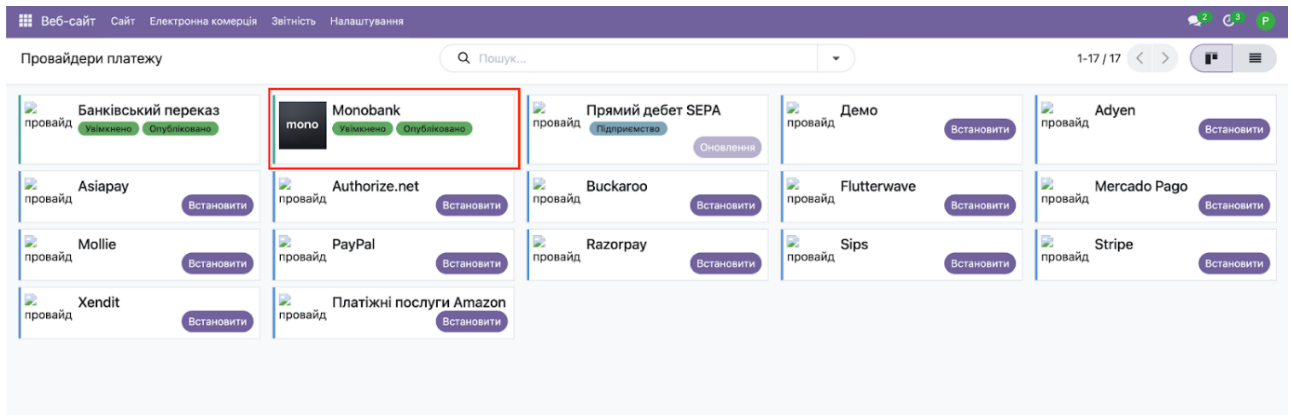 Веб-сайт Сайт Електронна комерція Звітність Налаштування 2 3 P
Провайдери платежу Пошук... 1-17 / 17
провайд Банківський переказ
Увімкнено Опубліковано
mono Monobank
Увімкнено Опубліковано
провайд Прямий дебет SEPA
Підприємство
Оновлення
провайд Демо
Встановити
провайд Adyen
Встановити
провайд Asiapay
Встановити
провайд Authorize.net
Встановити
провайд Buckaroo
Встановити
провайд Flutterwave
Встановити
провайд Mercado Pago
Встановити
провайд Mollie
Встановити
провайд PayPal
Встановити
провайд Razorpay
Встановити
провайд Sips
Встановити
провайд Stripe
Встановити
провайд Xendit
Встановити
провайд Платіжні послуги Amazon
Встановити